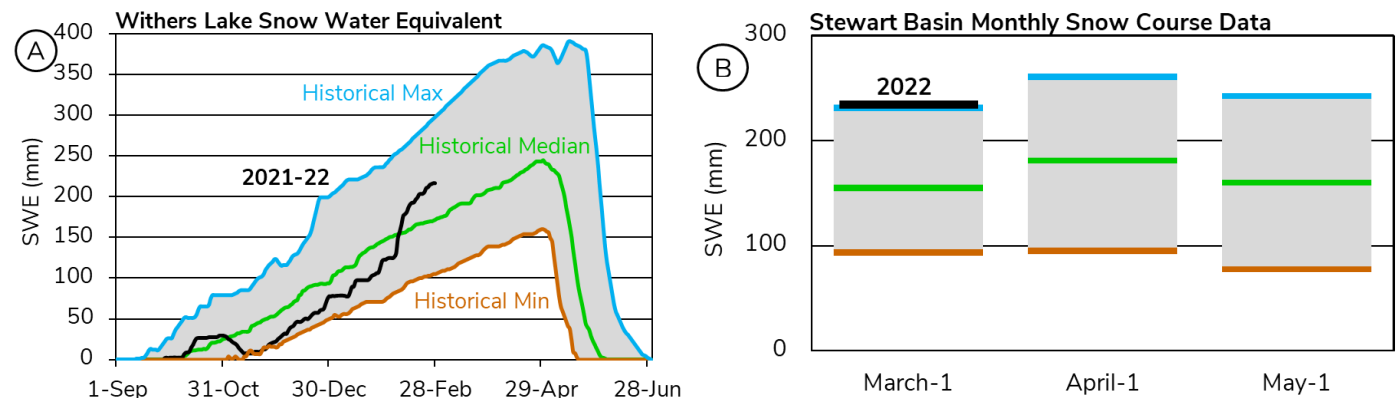 A
Withers Lake Snow Water Equivalent
SWE (mm)
400
350
300
250
200
150
100
50
0
Historical Max
Historical Median
2021-22
Historical Min
1-Sep 31-Oct 30-Dec 28-Feb 29-Apr 28-Jun
B
Stewart Basin Monthly Snow Course Data
SWE (mm)
300
200
100
0
2022
March-1 April-1 May-1